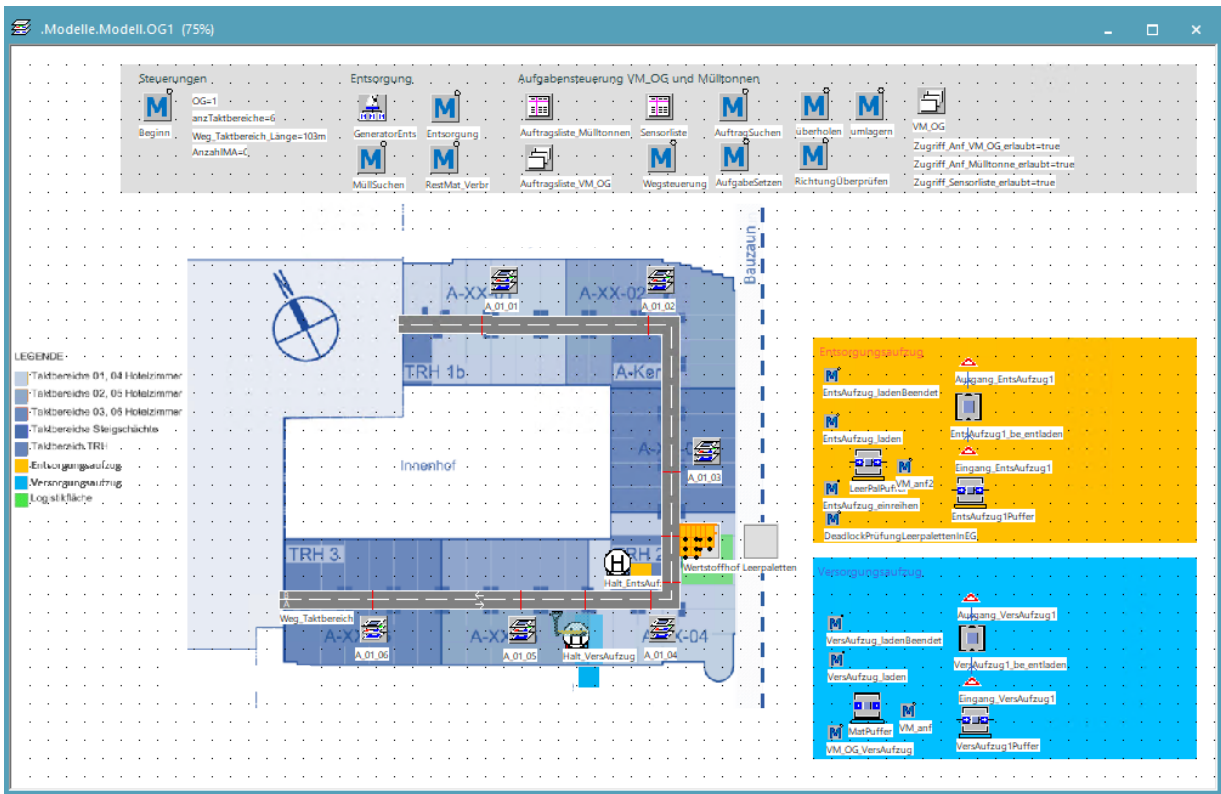 .Modelle.Modell.OG1 (75%)
Steuerungen
Entsorgung
Aufgabensteuerung VM_OG und Mülltonnen
OG=1
anzTaktbereiche=6
Weg_Taktbereich_Länge=103m
AnzahlMA=0
Beginn
GeneratorEnts
Entsorgung
Auftragsliste_Mülltonnen
Sensorliste
AuftragSuchen
überholen
umlagern
VM_OG
Zugriff_Anf_VM_OG_erlaubt=true
Zugriff_Anf_Mülltonne_erlaubt=true
Zugriff_Sensorliste_erlaubt=true
MüllSuchen
RestMat_Verbr
Auftragsliste_VM_OG
Wegsteuerung
AufgabeSetzen
RichtungÜberprüfen
Bauzaun
A-XX-01
A-XX-02
A_01_01
A_01_02
TRH 1b
A-Ker
LEGENDE
Taktbereiche 01, 04 Hotelzimmer
Taktbereiche 02, 05 Hotelzimmer
Taktbereiche 03, 06 Hotelzimmer
Taktbereiche Steigschächte
Taktbereich TRH
Entsorgungsaufzug
Versorgungsaufzug
Logistikfläche
Innenhof
A_01_03
TRH 3
TRH 2
H
Halt_EntsAuf
Wertstoffhof
Leerpaletten
B
A
Weg_Taktbereich
A-XX
A-XX
X-04
A_01_06
A_01_05
Halt_VersAufzug
A_01_04
Entsorgungsaufzug
EntsAufzug_ladenBeendet
Ausgang_EntsAufzug1
EntsAufzug_laden
EntsAufzug1_be_entladen
Eingang_EntsAufzug1
LeerPalPuffer
VM_anf2
EntsAufzug_einreihen
EntsAufzug1Puffer
DeadlockPrüfungLeerpalettenInEG
Versorgungsaufzug
VersAufzug_ladenBeendet
Ausgang_VersAufzug1
VersAufzug_laden
VersAufzug1_be_entladen
Eingang_VersAufzug1
MatPuffer
VM_anf
VM_OG_VersAufzug
VersAufzug1Puffer